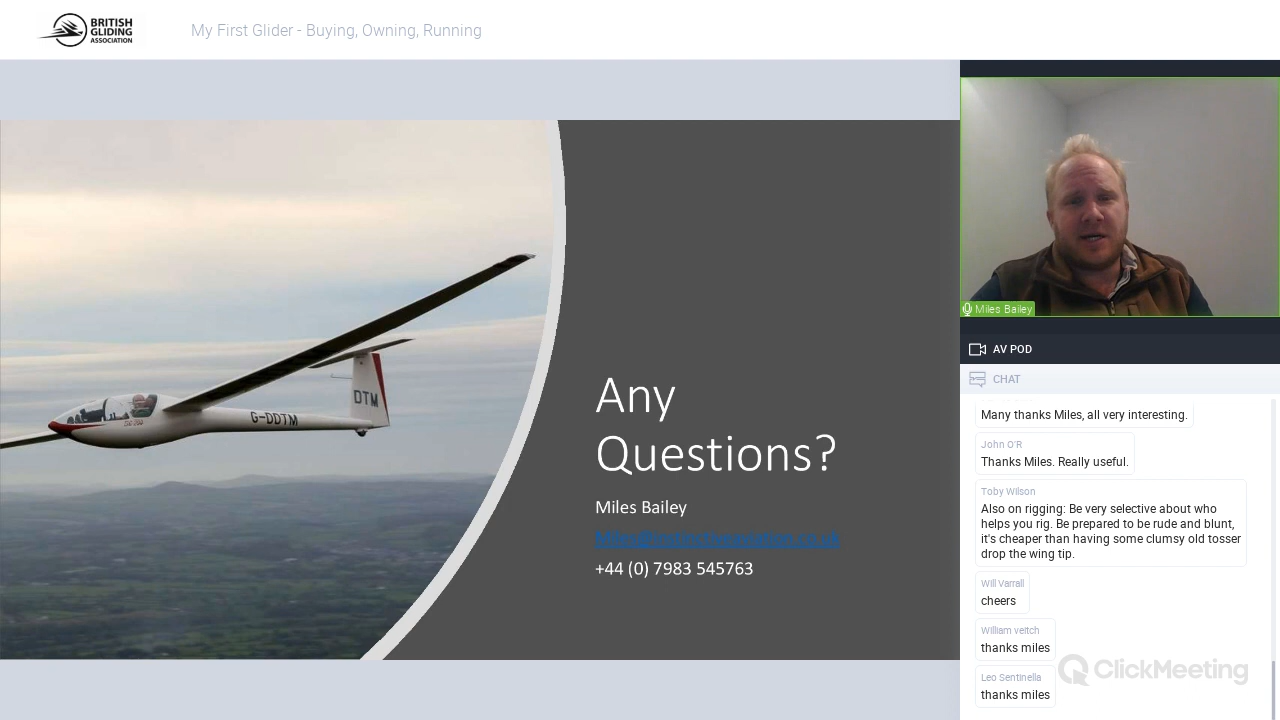 BRITISH
GLIDING
ASSOCIATION
My First Glider - Buying, Owning, Running
DTM
G-DDTM
Any
Questions?
Miles Bailey
Miles@instinctiveaviation.co.uk
+44 (0) 7983 545763
Miles Bailey
AV POD
CHAT
Many thanks Miles, all very interesting.
John O'R
Thanks Miles. Really useful.
Toby Wilson
Also on rigging: Be very selective about who
helps you rig. Be prepared to be rude and blunt,
it's cheaper than having some clumsy old tosser
drop the wing tip.
Will Varrall
cheers
William veitch
thanks miles
Leo Sentinella
thanks miles
ClickMeeting